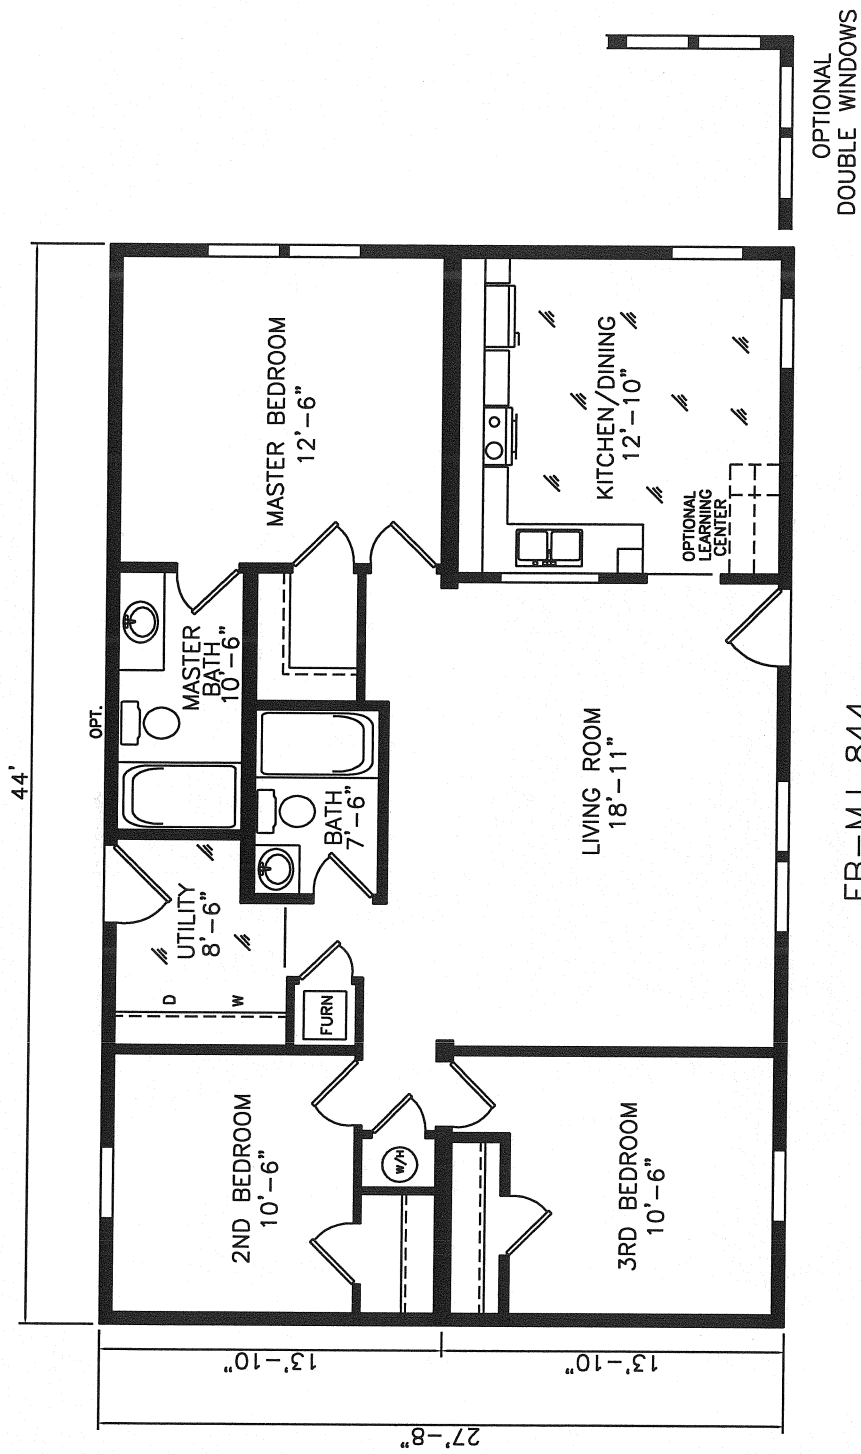 44'
OPT.
2ND BEDROOM
10'-6"
UTILITY
8'-6"
D
W
FURN
MASTER
BATH
10'-6"
MASTER BEDROOM
12'-6"
BATH
7'-6"
W/H
3RD BEDROOM
10'-6"
LIVING ROOM
18'-11"
KITCHEN/DINING
12'-10"
OPTIONAL
LEARNING
CENTER
13'-10"
13'-10"
27'-8"
OPTIONAL
DOUBLE WINDOWS